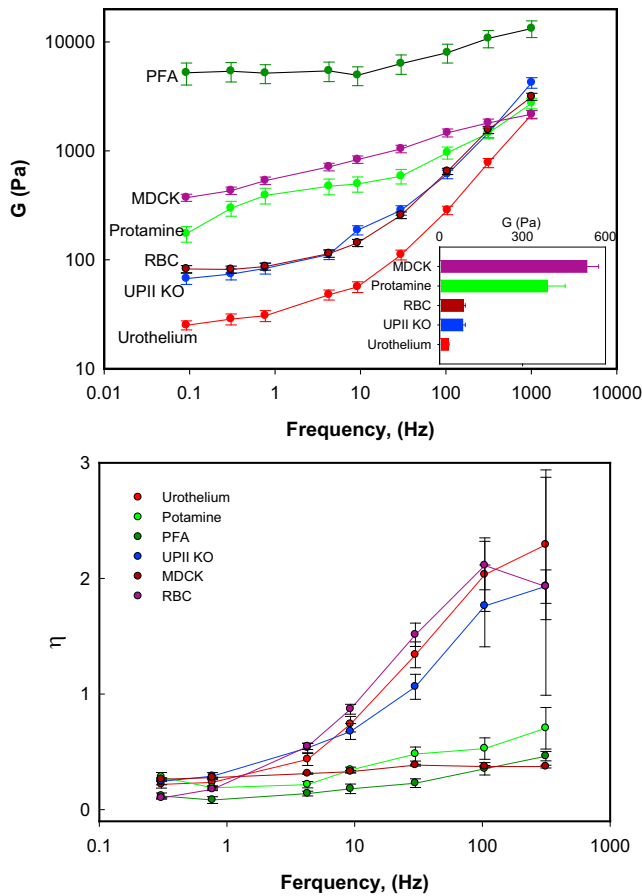 10000
1000
100
10
G (Pa)
PFA
MDCK
Protamine
RBC
UPII KO
Urothelium
G (Pa)
0 300 600
MDCK
Protamine
RBC
UPII KO
Urothelium
0.01 0.1 1 10 100 1000 10000
Frequency, (Hz)
3
2
1
0
η
Urothelium
Potamine
PFA
UPII KO
MDCK
RBC
0.1 1 10 100 1000
Ferquency, (Hz)